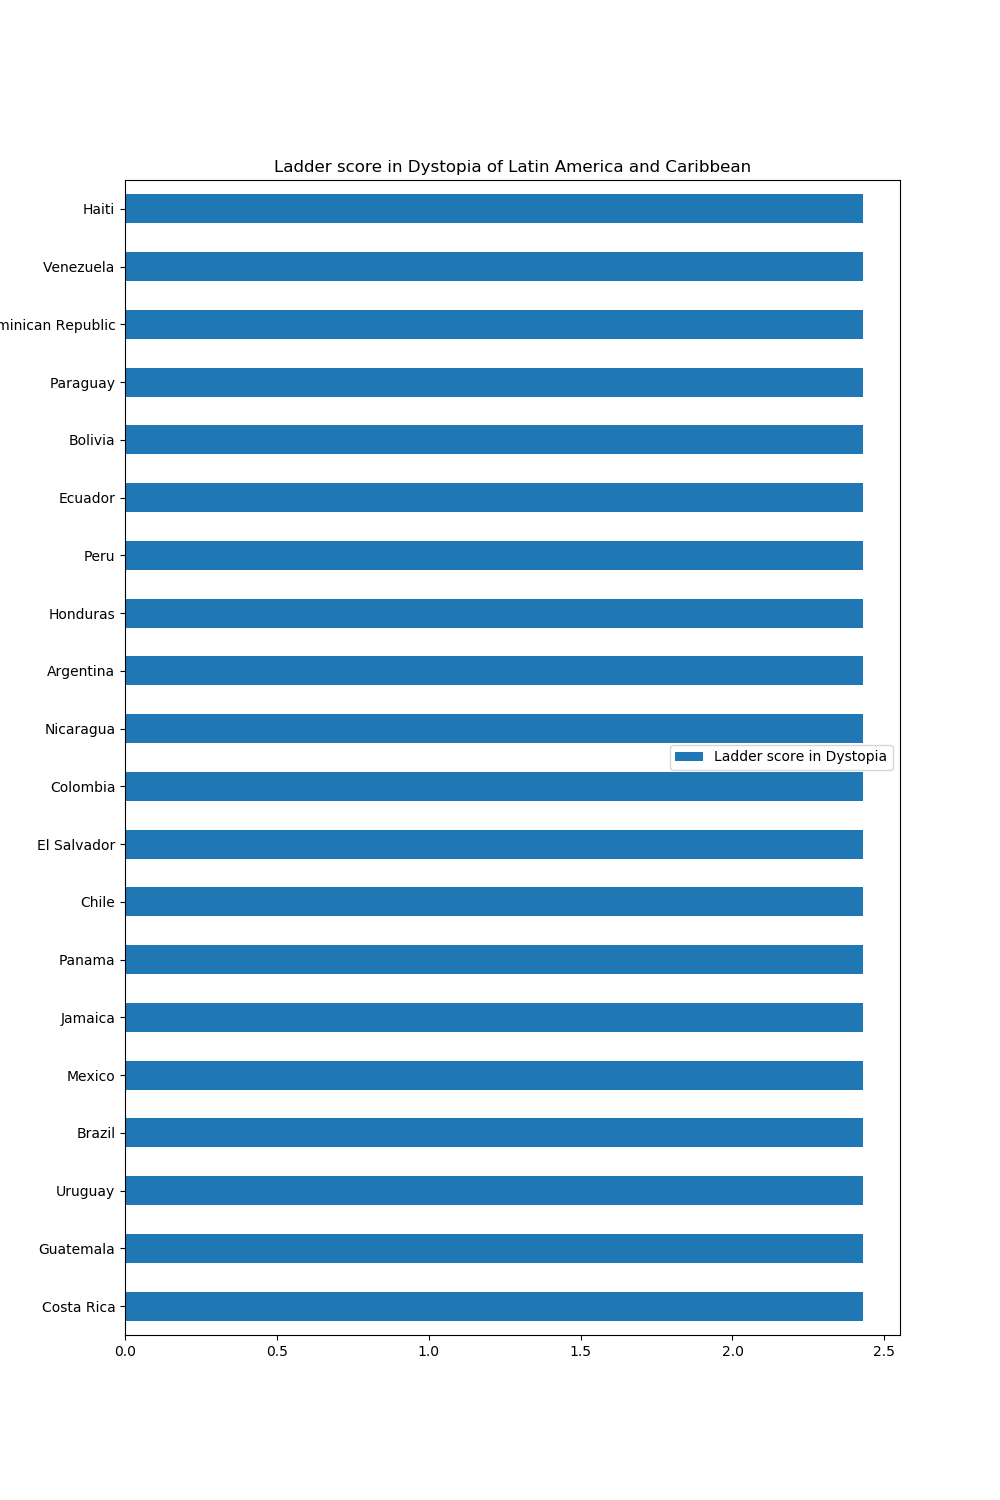 Ladder score in Dystopia of Latin America and Caribbean
Haiti
Venezuela
minican Republic
Paraguay
Bolivia
Ecuador
Peru
Honduras
Argentina
Nicaragua
Ladder score in Dystopia
Colombia
El Salvador
Chile
Panama
Jamaica
Mexico
Brazil
Uruguay
Guatemala
Costa Rica
0.0 0.5 1.0 1.5 2.0 2.5